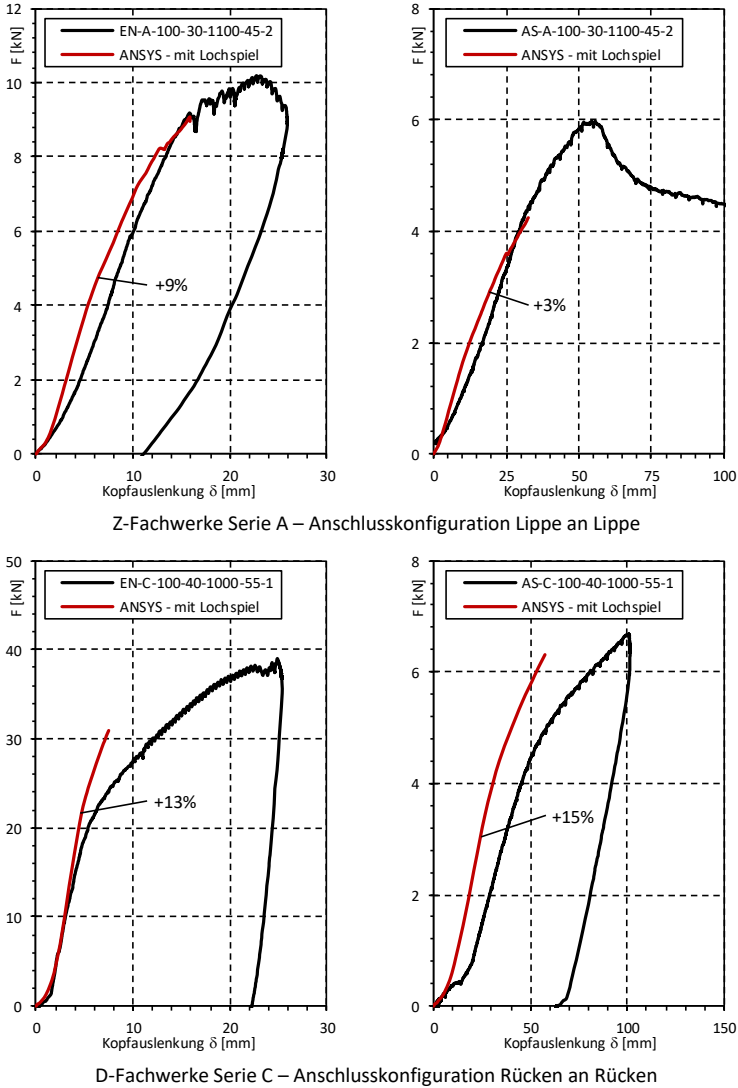 F [kN]
EN-A-100-30-1100-45-2
ANSYS - mit Lochspiel
12
10
8
6
4
2
0
+9%
0 10 20 30
Kopfauslenkung δ [mm]
F [kN]
AS-A-100-30-1100-45-2
ANSYS - mit Lochspiel
8
6
4
2
0
+3%
0 25 50 75 100
Kopfauslenkung δ [mm]
Z-Fachwerke Serie A – Anschlusskonfiguration Lippe an Lippe
F [kN]
EN-C-100-40-1000-55-1
ANSYS - mit Lochspiel
50
40
30
20
10
0
+13%
0 10 20 30
Kopfauslenkung δ [mm]
F [kN]
AS-C-100-40-1000-55-1
ANSYS - mit Lochspiel
8
6
4
2
0
+15%
0 50 100 150
Kopfauslenkung δ [mm]
D-Fachwerke Serie C – Anschlusskonfiguration Rücken an Rücken